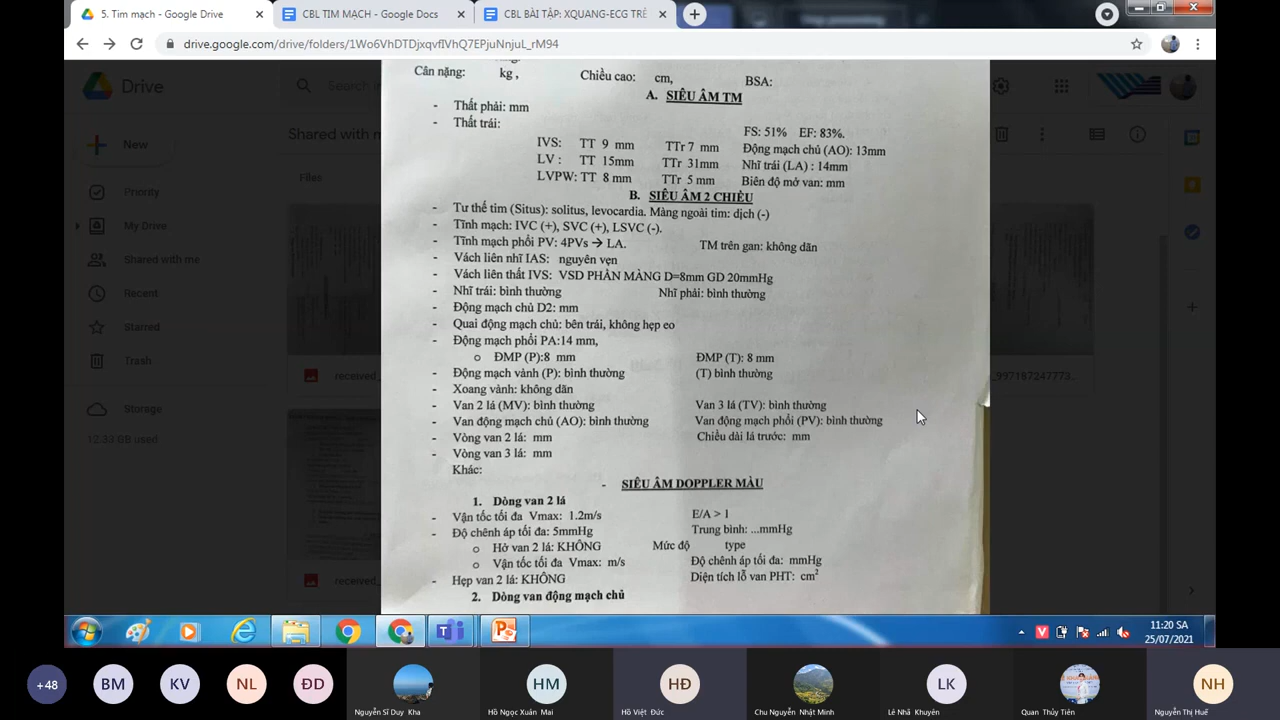 5. Tim mạch - Google Drive
CBL TIM MẠCH - Google Docs
CBL BÀI TẬP: XQUANG-ECG TRẺ
drive.google.com/drive/folders/1Wo6VhDTDjxqvfIVhQ7EPjuNnjuL_rM94
Drive
Shared with m
New
Files
Priority
My Drive
Shared with me
Recent
Starred
Trash
Storage
12.33 GB used
received_
received_
_997187247773...
Cân nặng: kg , Chiều cao: cm, BSA:
A. SIÊU ÂM TM
- Thất phải: mm
- Thất trái:
FS: 51% EF: 83%.
IVS: TT 9 mm TTr 7 mm Động mạch chủ (AO): 13mm
LV : TT 15mm TTr 31mm Nhĩ trái (LA) : 14mm
LVPW: TT 8 mm TTr 5 mm Biên độ mở van: mm
B. SIÊU ÂM 2 CHIỀU
- Tư thế tim (Situs): solitus, levocardia. Màng ngoài tim: dịch (-)
- Tĩnh mạch: IVC (+), SVC (+), LSVC (-).
- Tĩnh mạch phổi PV: 4PVs → LA. TM trên gan: không dãn
- Vách liên nhĩ IAS: nguyên vẹn
- Vách liên thất IVS: VSD PHẦN MÀNG D=8mm GD 20mmHg
- Nhĩ trái: bình thường Nhĩ phải: bình thường
- Động mạch chủ D2: mm
- Quai động mạch chủ: bên trái, không hẹp eo
- Động mạch phổi PA:14 mm,
o ĐMP (P):8 mm ĐMP (T): 8 mm
- Động mạch vành (P): bình thường (T) bình thường
- Xoang vành: không dãn
- Van 2 lá (MV): bình thường Van 3 lá (TV): bình thường
- Van động mạch chủ (AO): bình thường Van động mạch phổi (PV): bình thường
- Vòng van 2 lá: mm Chiều dài lá trước: mm
- Vòng van 3 lá: mm
Khác:
- SIÊU ÂM DOPPLER MÀU
1. Dòng van 2 lá
- Vận tốc tối đa Vmax: 1.2m/s E/A > 1
- Độ chênh áp tối đa: 5mmHg Trung bình: ...mmHg
o Hở van 2 lá: KHÔNG Mức độ type
o Vận tốc tối đa Vmax: m/s Độ chênh áp tối đa: mmHg
- Hẹp van 2 lá: KHÔNG Diện tích lỗ van PHT: cm²
2. Dòng van động mạch chủ
11:20 SA
25/07/2021
+48
BM
KV
NL
ĐD
Nguyễn Sĩ Duy Kha
HM
Hồ Ngọc Xuân Mai
HĐ
Hồ Việt Đức
Chu Nguyễn Nhật Minh
LK
Lê Nhã Khuyên
Quan Thủy Tiên
NH
Nguyễn Thị Huế